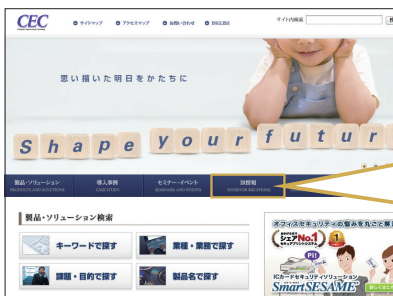 CEC
サイトマップ アクセスマップ お問い合わせ ENGLISH サイト内検索
思い描いた明日をかたちに
Shape your futur
製品・ソリューション 導入事例 セミナー・イベント IR情報
PRODUCTS AND SOLUTIONS CASE STUDY SEMINARS AND EVENTS INVESTOR RELATIONS
製品・ソリューション検索
キーワードで探す 業種・業務で探す
課題・目的で探す 製品名で探す
オフィスセキュリティの悩みを丸ごと解
シェアNo.1
Pi!
ICカードセキュリティソリューション
SmartSESAME